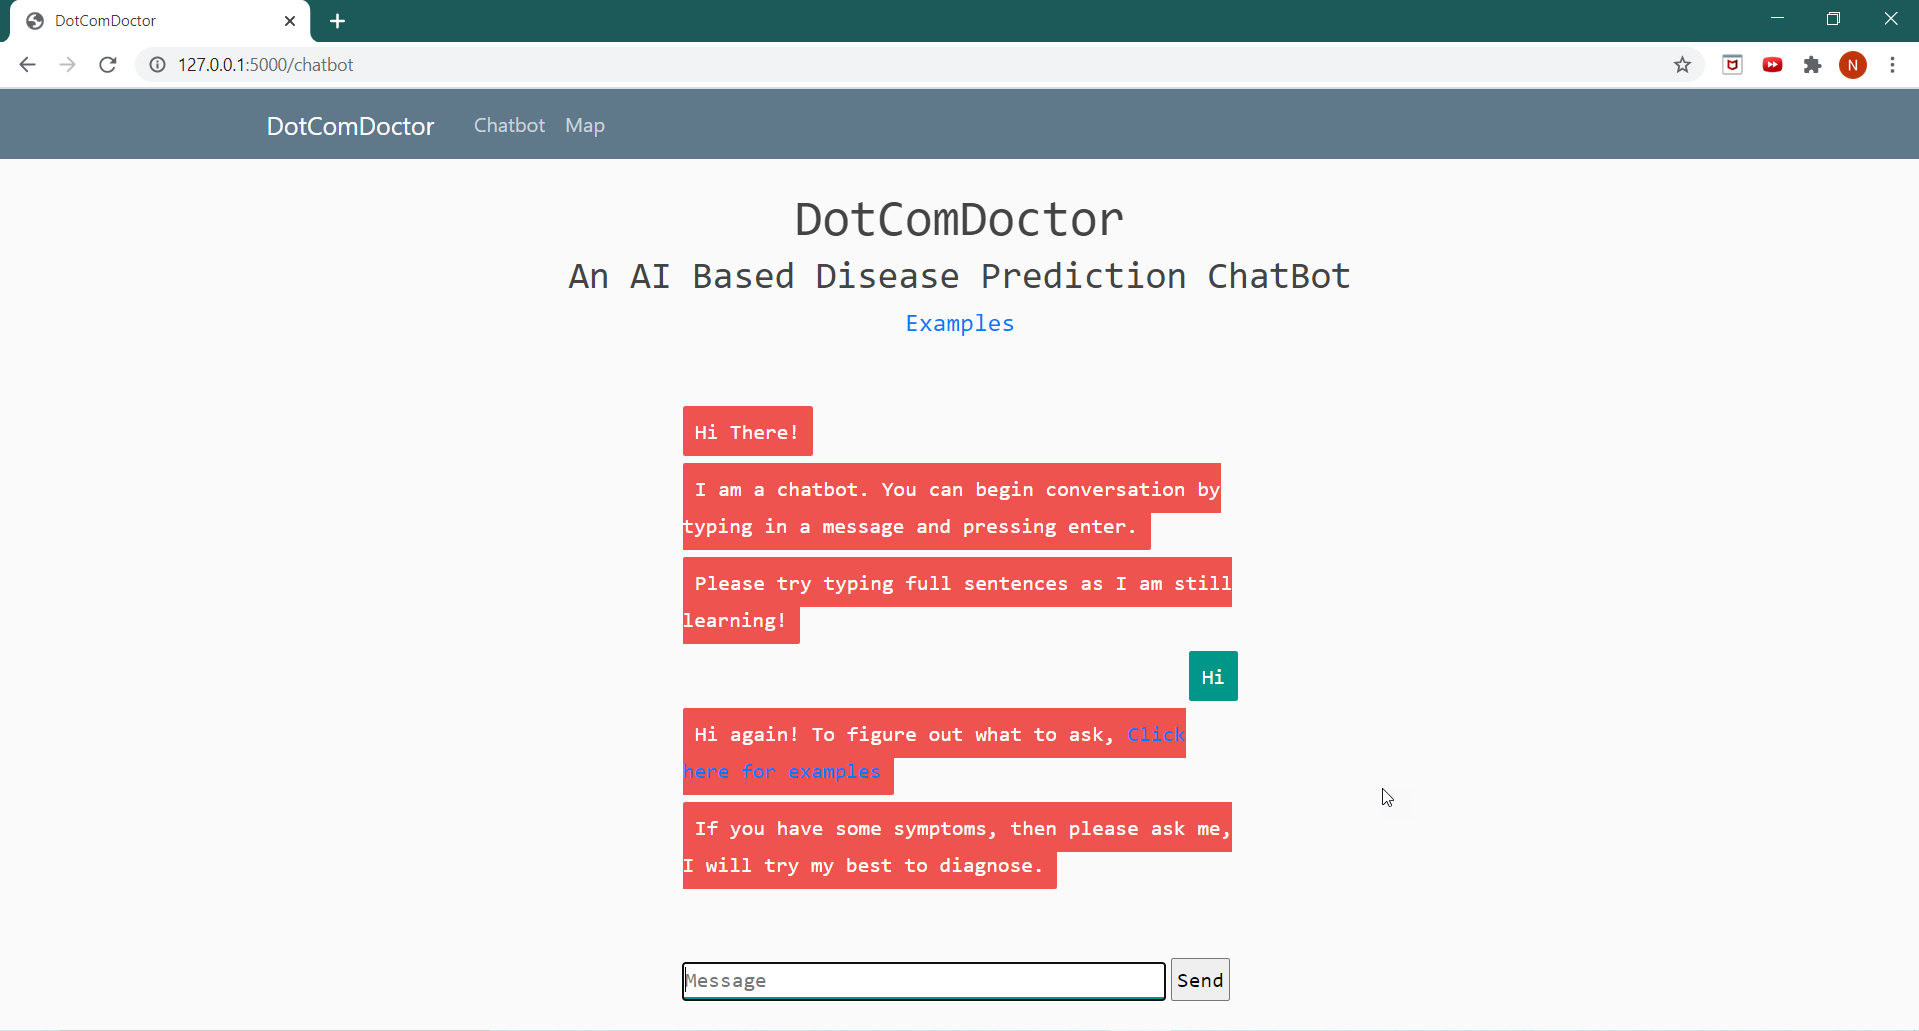 DotComDoctor
127.0.0.1:5000/chatbot
N
DotComDoctor Chatbot Map
DotComDoctor
An AI Based Disease Prediction ChatBot
Examples
Hi There!
I am a chatbot. You can begin conversation by
typing in a message and pressing enter.
Please try typing full sentences as I am still
learning!
Hi
Hi again! To figure out what to ask, Click
here for examples
If you have some symptoms, then please ask me,
I will try my best to diagnose.
Message
Send